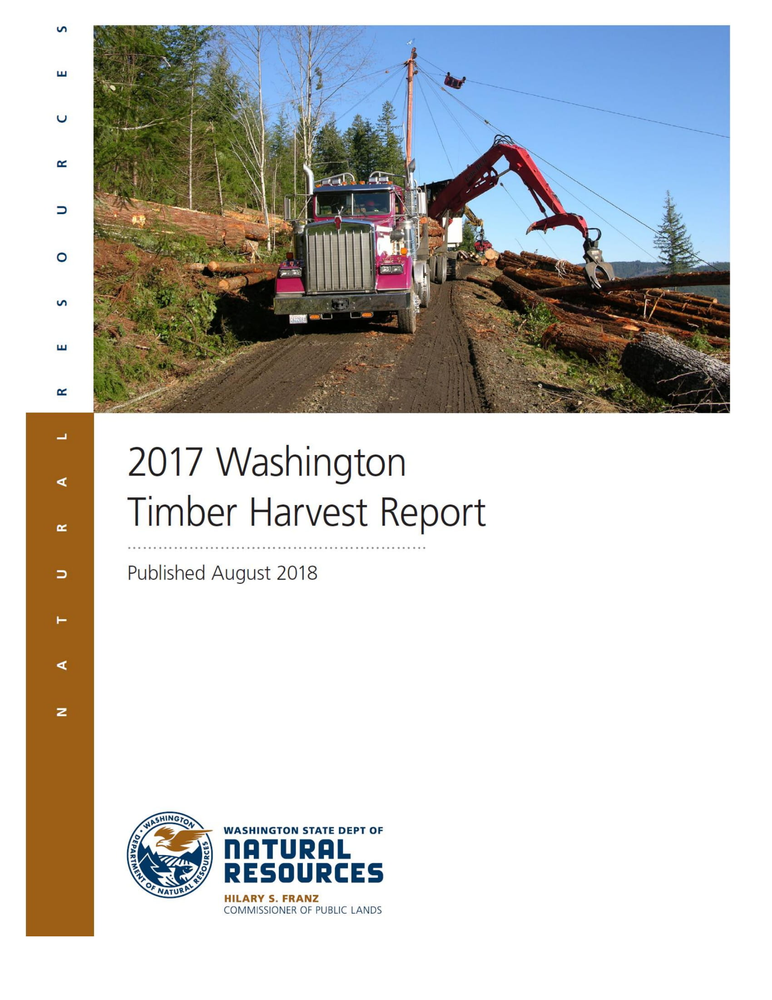 NATURAL RESOURCES
2017 Washington
Timber Harvest Report
Published August 2018
WASHINGTON
DEPARTMENT OF NATURAL RESOURCES
WASHINGTON STATE DEPT OF
NATURAL
RESOURCES
HILARY S. FRANZ
COMMISSIONER OF PUBLIC LANDS